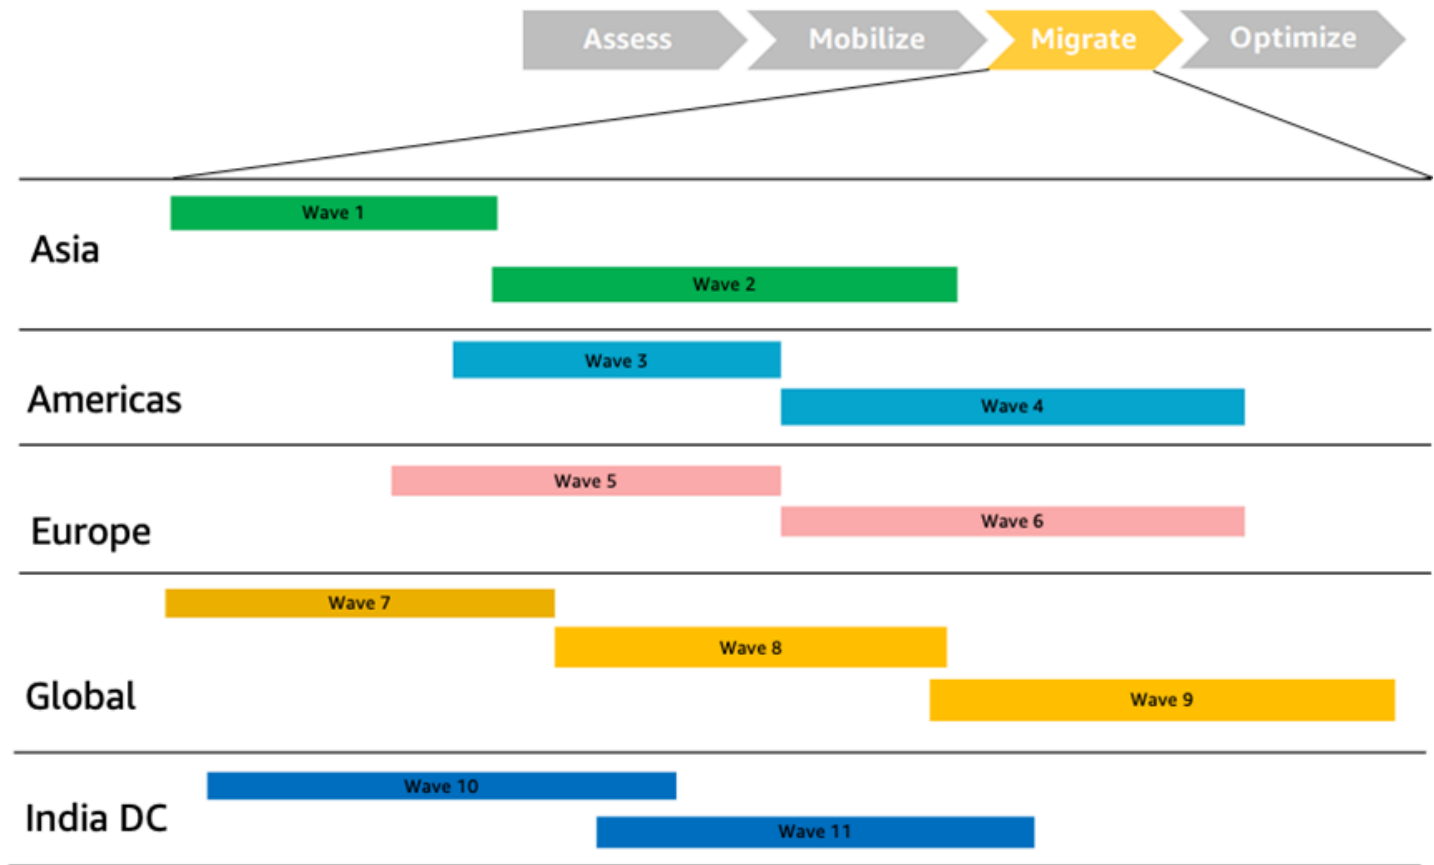 Assess
Mobilize
Migrate
Optimize
Wave 1
Asia
Wave 2
Wave 3
Americas
Wave 4
Wave 5
Wave 6
Europe
Wave 7
Wave 8
Global
Wave 9
Wave 10
India DC
Wave 11